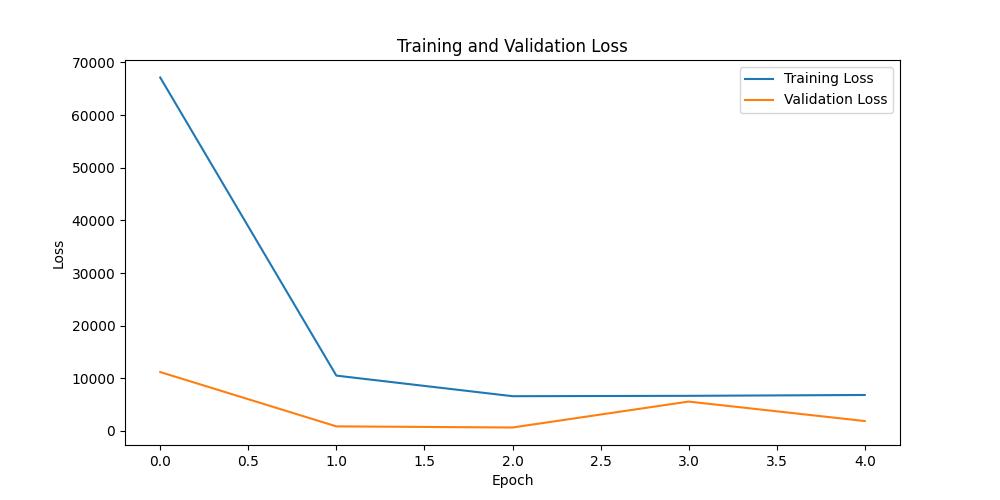 Training and Validation Loss
70000
60000
50000
40000
30000
20000
10000
0
Loss
Training Loss
Validation Loss
0.0 0.5 1.0 1.5 2.0 2.5 3.0 3.5 4.0
Epoch